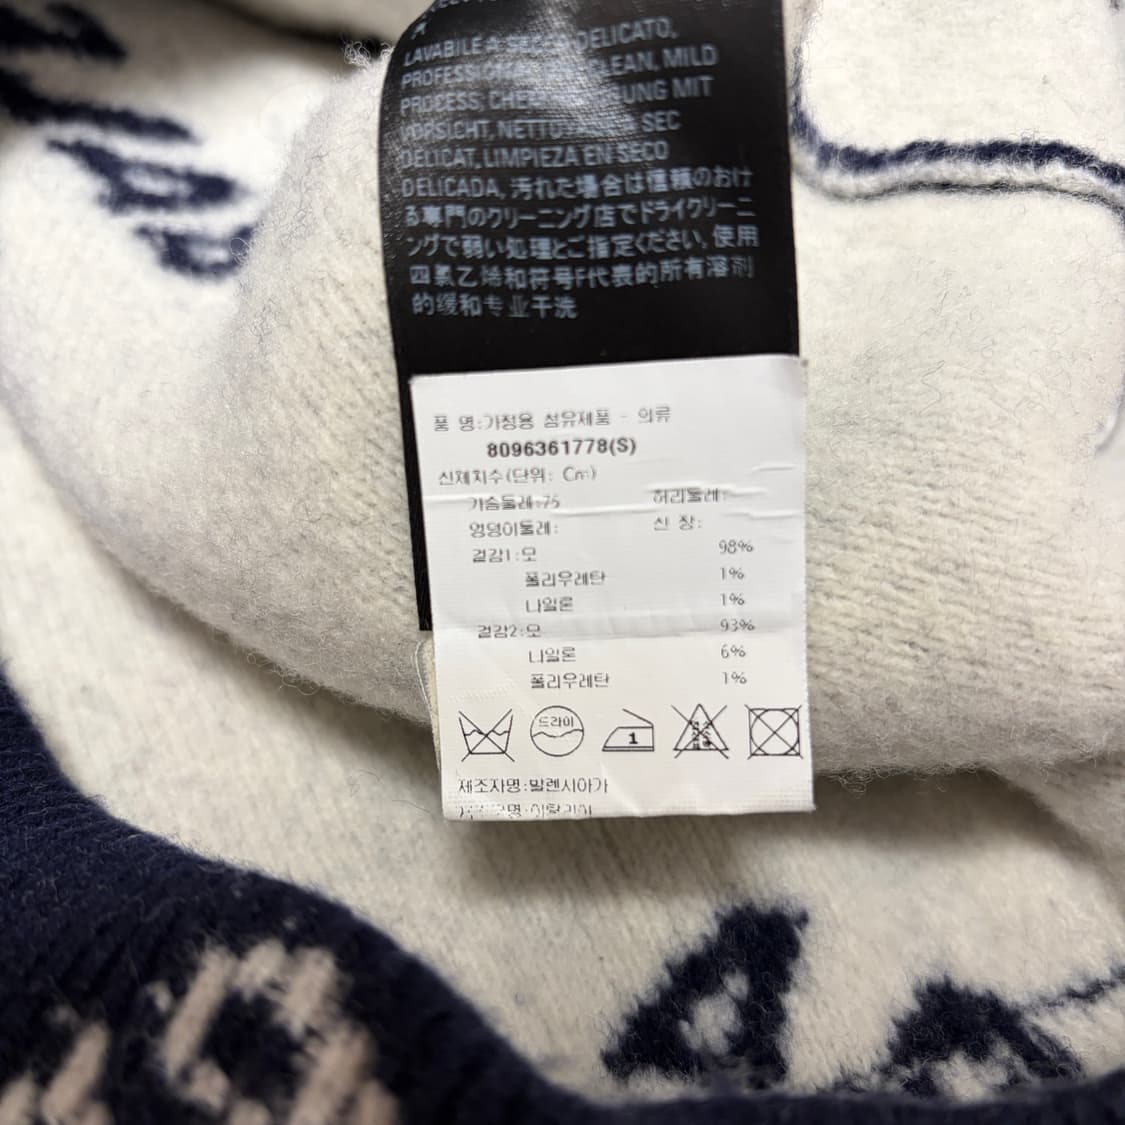 LAVABILE A SECCO DELICATO,
PROFESSIONAL CLEAN, MILD
PROCESS, MIT
VORSICHT, NETTOYAGE A SEC
DELICAT, LIMPIEZA EN SECO
DELICADA, 汚れた場合は信頼のおけ
る専門のクリーニング店でドライクリーニ
ングで弱い処理とご指定ください, 使用
四氯乙烯和符号F代表的所有溶剂
的缓和专业干洗
품 명:가정용 섬유제품 - 의류
8096361778(S)
신체치수(단위: Cm)
가슴둘레:75 허리둘레:
엉덩이둘레: 신 장:
겉감1:모 98%
폴리우레탄 1%
나일론 1%
겉감2:모 93%
나일론 6%
폴리우레탄 1%
드라이 1
제조자명:발렌시아가
명:이탈리아